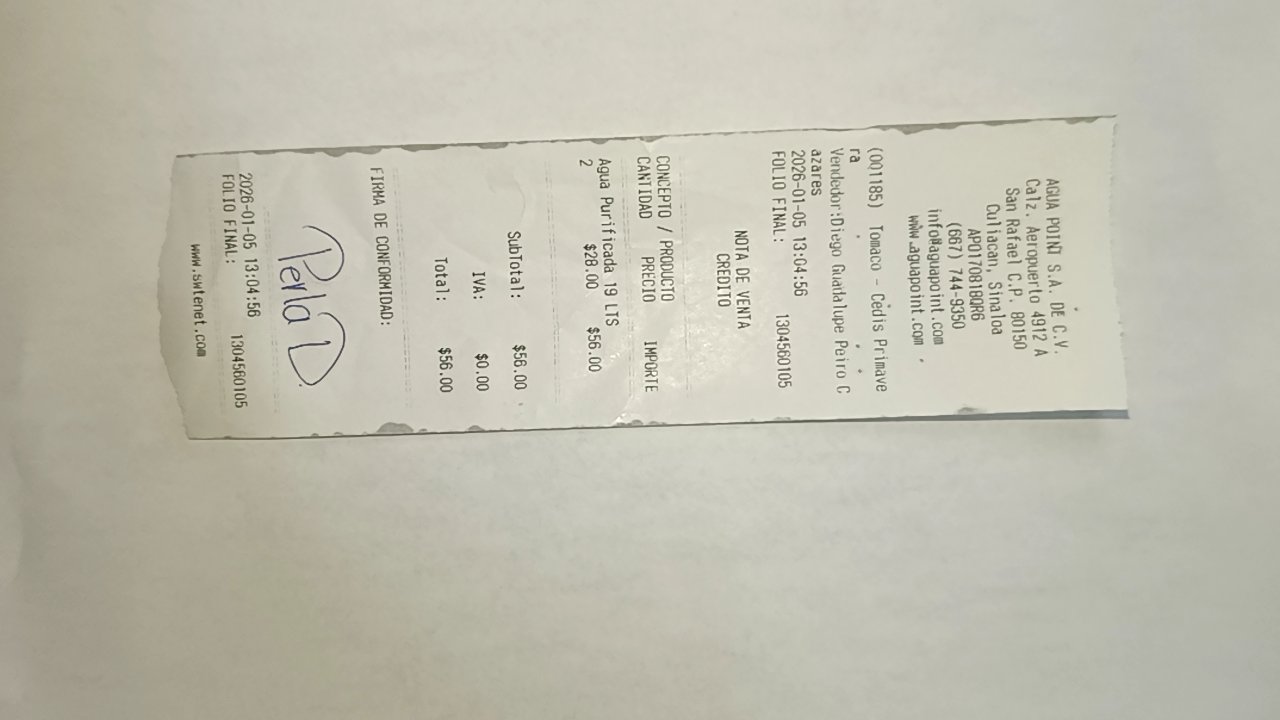 AGUA POINT S.A. DE C.V.
Calz. Aeropuerto 4912 A
San Rafael C.P. 80150
Culiacan, Sinaloa
APO170818QR6
(667) 744-9350
info@aguapoint.com
www.aguapoint.com
(001185) Tomaco - Cedis Primave
ra
Vendedor:Diego Guadalupe Peiro C
azares
2026-01-05 13:04:56 1304560105
FOLIO FINAL:
NOTA DE VENTA
CREDITO
CONCEPTO / PRODUCTO
CANTIDAD PRECIO IMPORTE
Agua Purificada 19 LTS
2 $28.00 $56.00
SubTotal: $56.00
IVA: $0.00
Total: $56.00
FIRMA DE CONFORMIDAD:
Perla D.
2026-01-05 13:04:56 1304560105
FOLIO FINAL:
www.swtenet.com